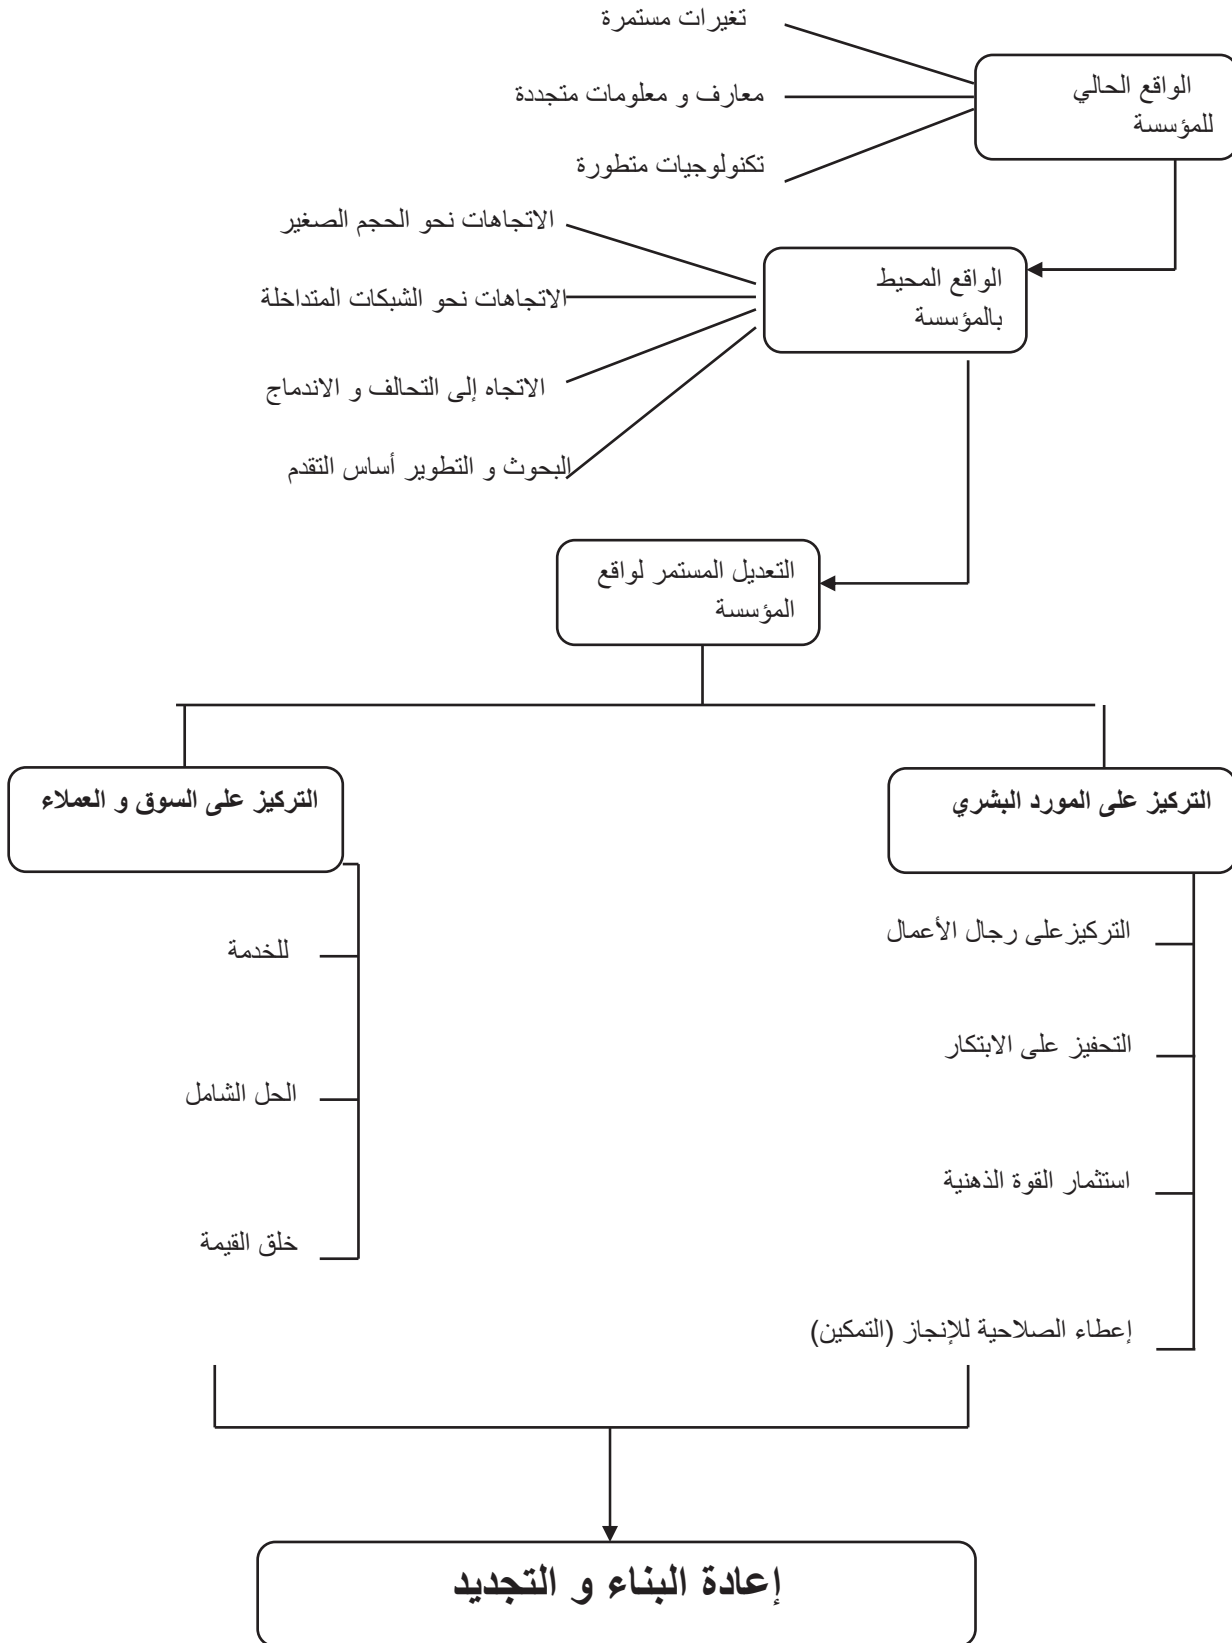 تغيرات مستمرة
الواقع الحالي
للمؤسسة
معارف و معلومات متجددة
تكنولوجيات متطورة
الاتجاهات نحو الحجم الصغير
الواقع المحيط
بالمؤسسة
الاتجاهات نحو الشبكات المتداخلة
الاتجاه إلى التحالف و الاندماج
البحوث و التطوير أساس التقدم
التعديل المستمر لواقع
المؤسسة
التركيز على المورد البشري
التركيز على السوق و العملاء
التركيزعلى رجال الأعمال
التحفيز على الابتكار
استثمار القوة الذهنية
إعطاء الصلاحية للإنجاز (التمكين)
للخدمة
الحل الشامل
خلق القيمة
إعادة البناء و التجديد